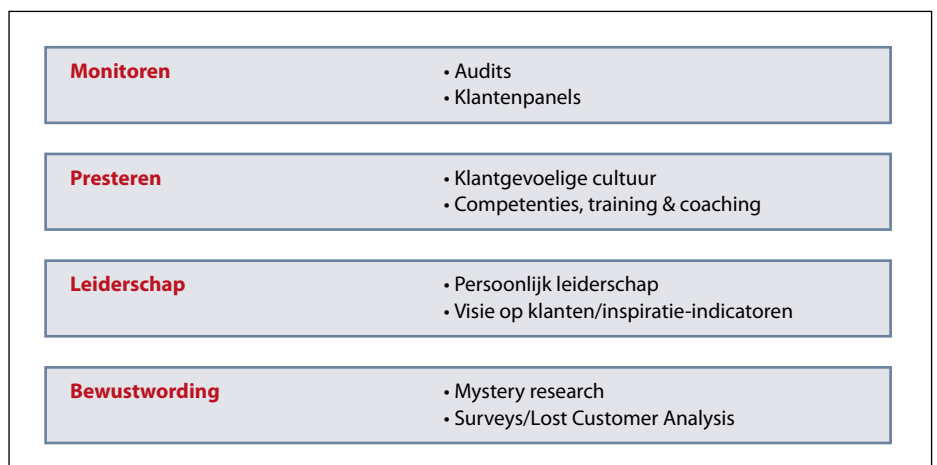 Monitoren
• Audits
• Klantenpanels
Presteren
• Klantgevoelige cultuur
• Competenties, training & coaching
Leiderschap
• Persoonlijk leiderschap
• Visie op klanten/inspiratie-indicatoren
Bewustwording
• Mystery research
• Surveys/Lost Customer Analysis